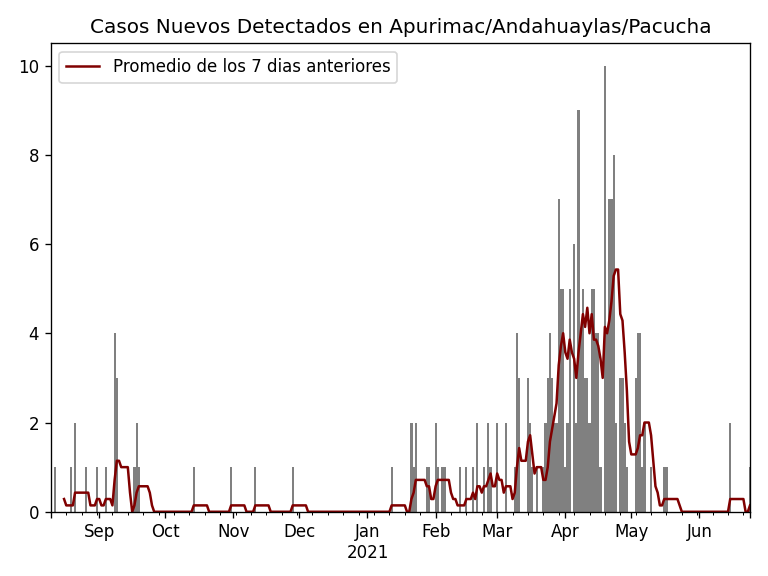 Casos Nuevos Detectados en Apurimac/Andahuaylas/Pacucha
Promedio de los 7 dias anteriores
10
8
6
4
2
0
Sep Oct Nov Dec Jan Feb Mar Apr May Jun
2021